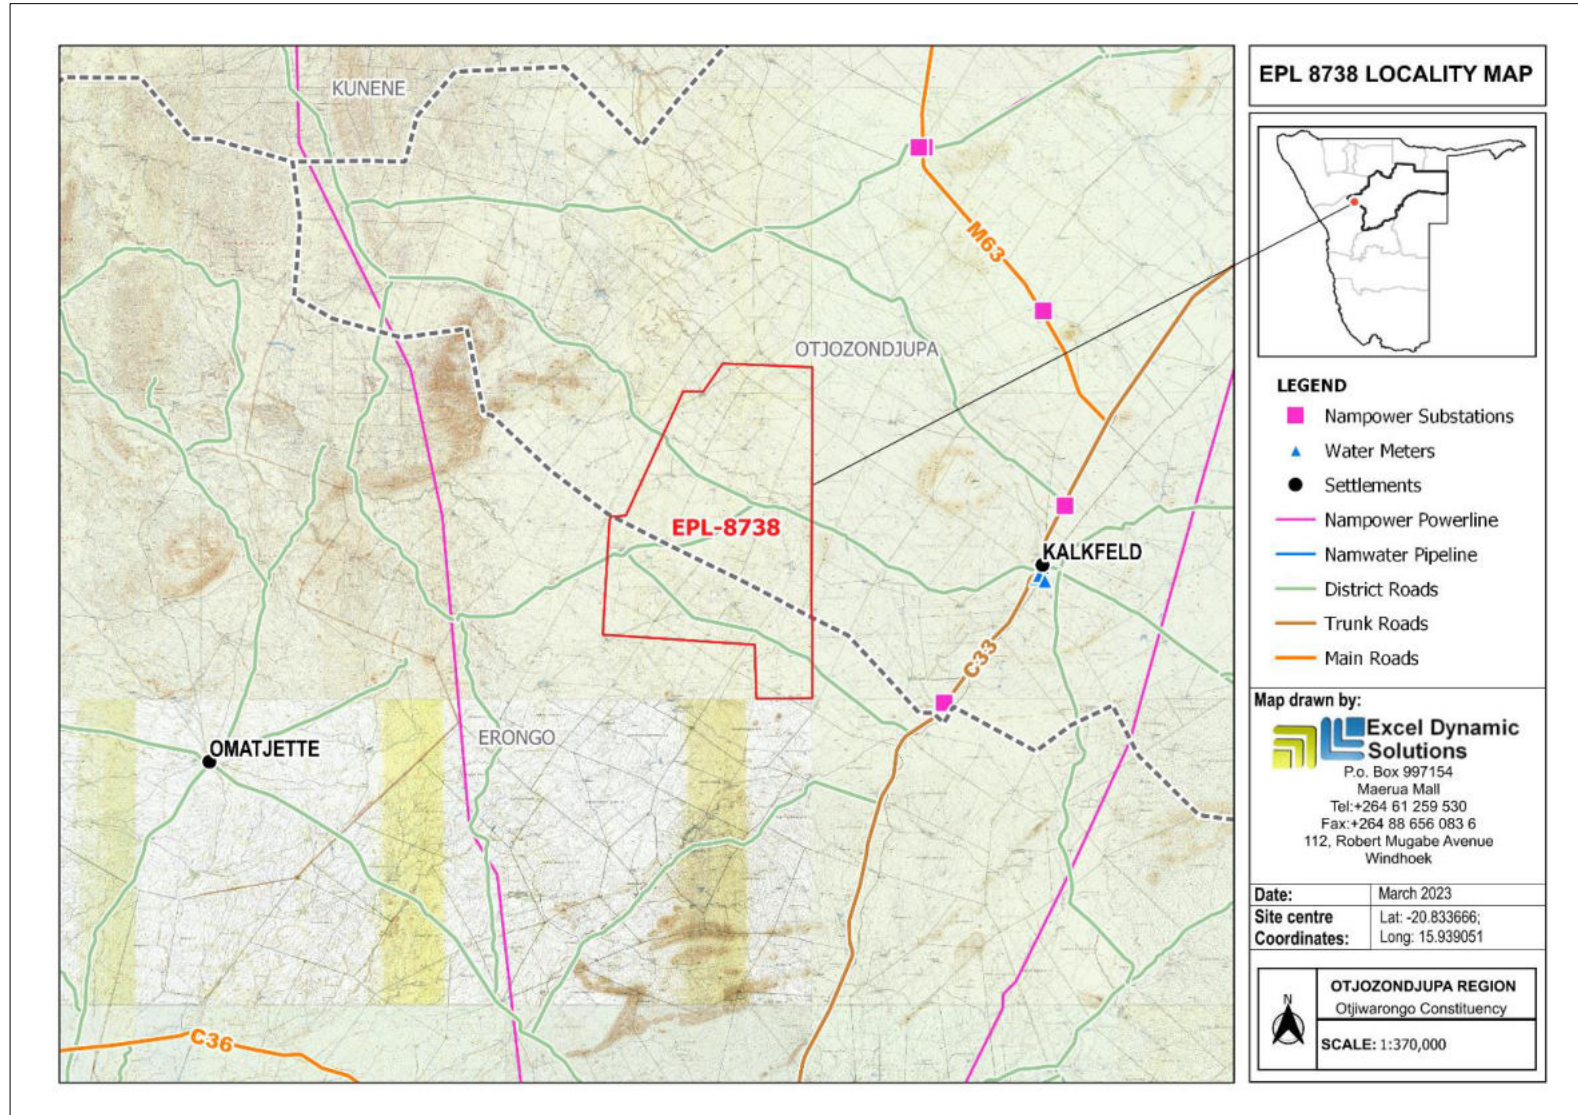 KUNENE
M63
OTJOZONDJUPA
EPL-8738
KALKFELD
C33
ERONGO
OMATJETTE
C36
EPL 8738 LOCALITY MAP
LEGEND
Nampower Substations
Water Meters
Settlements
Nampower Powerline
Namwater Pipeline
District Roads
Trunk Roads
Main Roads
Map drawn by:
Excel Dynamic
Solutions
P.o. Box 997154
Maerua Mall
Tel:+264 61 259 530
Fax:+264 88 656 083 6
112, Robert Mugabe Avenue
Windhoek
Date: March 2023
Site centre Lat: -20.833666;
Coordinates: Long: 15.939051
N
OTJOZONDJUPA REGION
Otjiwarongo Constituency
SCALE: 1:370,000